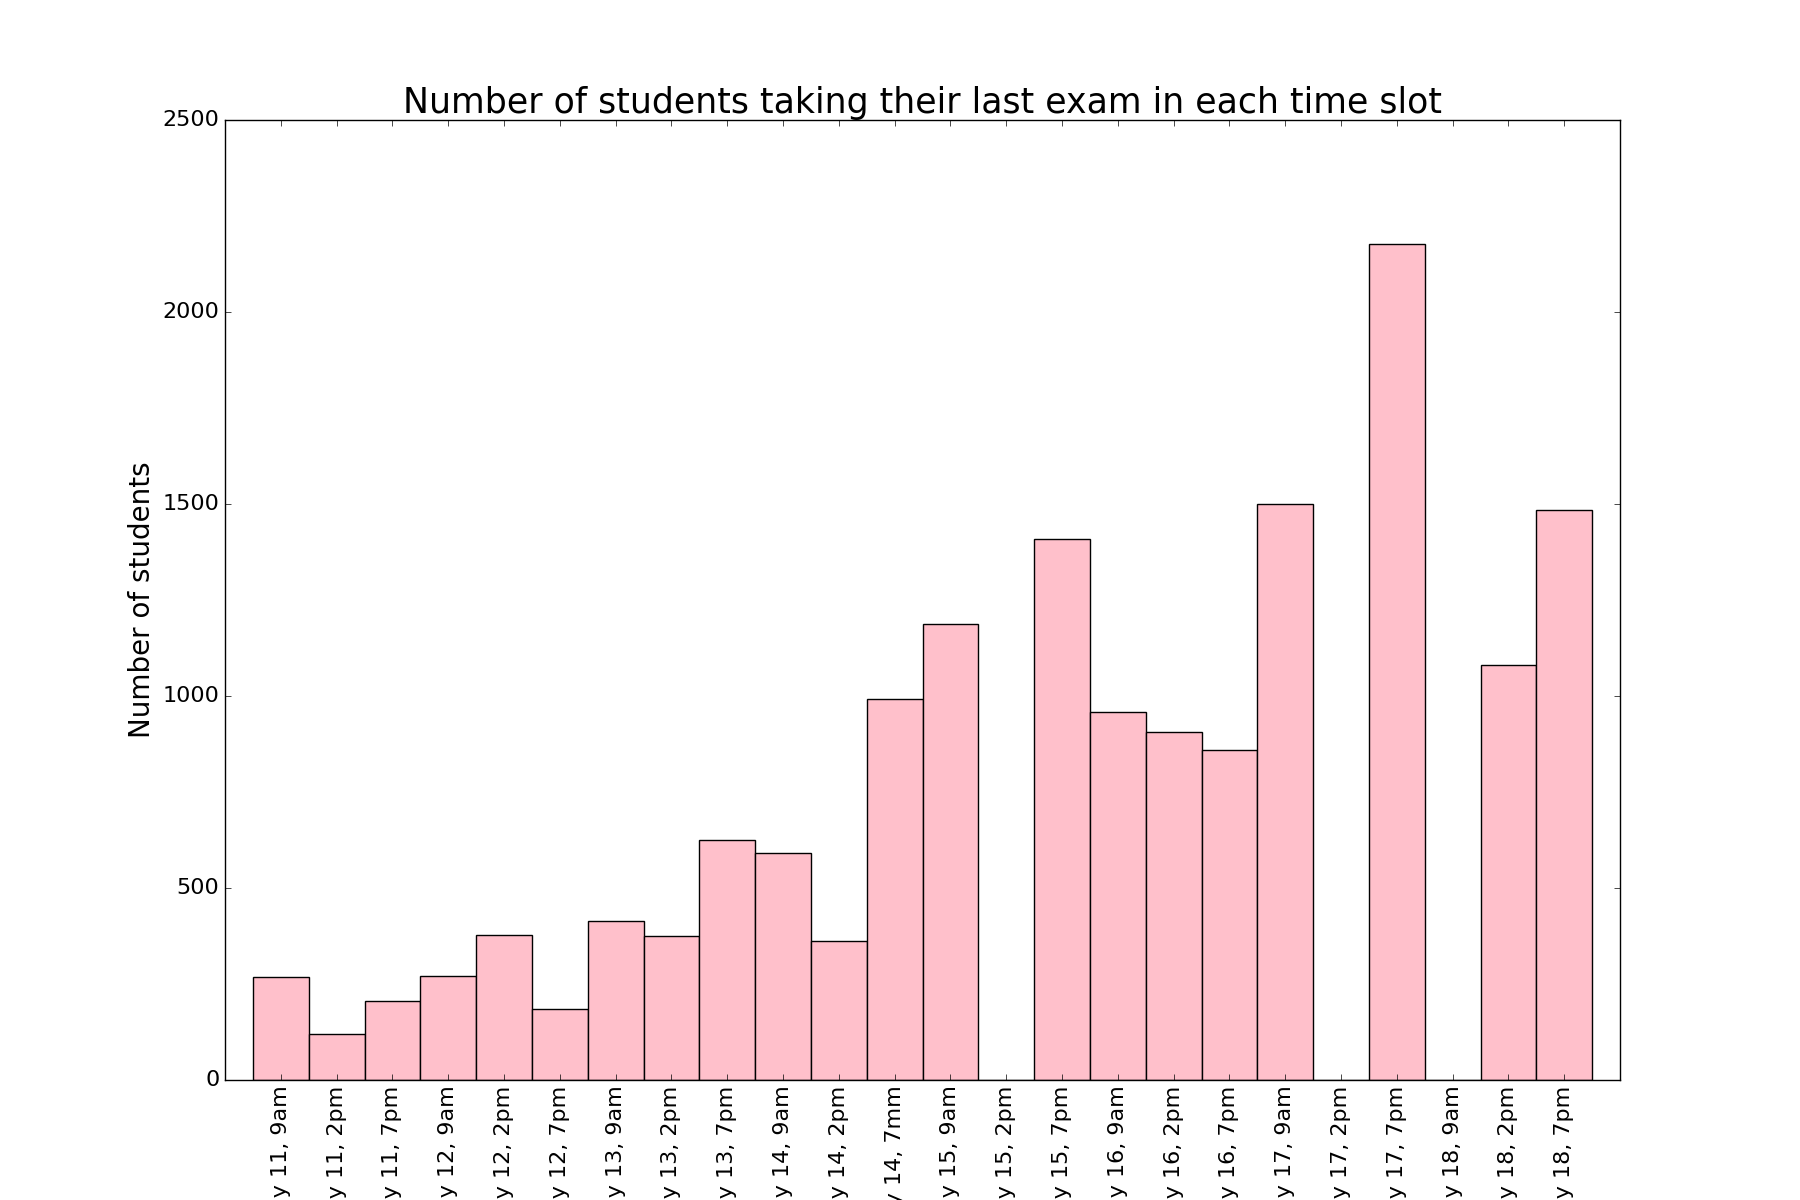 Number of students taking their last exam in each time slot
Number of students
2500
2000
1500
1000
500
0
y 11, 9am
y 11, 2pm
y 11, 7pm
y 12, 9am
y 12, 2pm
y 12, 7pm
y 13, 9am
y 13, 2pm
y 13, 7pm
y 14, 9am
y 14, 2pm
y 14, 7mm
y 15, 9am
y 15, 2pm
y 15, 7pm
y 16, 9am
y 16, 2pm
y 16, 7pm
y 17, 9am
y 17, 2pm
y 17, 7pm
y 18, 9am
y 18, 2pm
y 18, 7pm